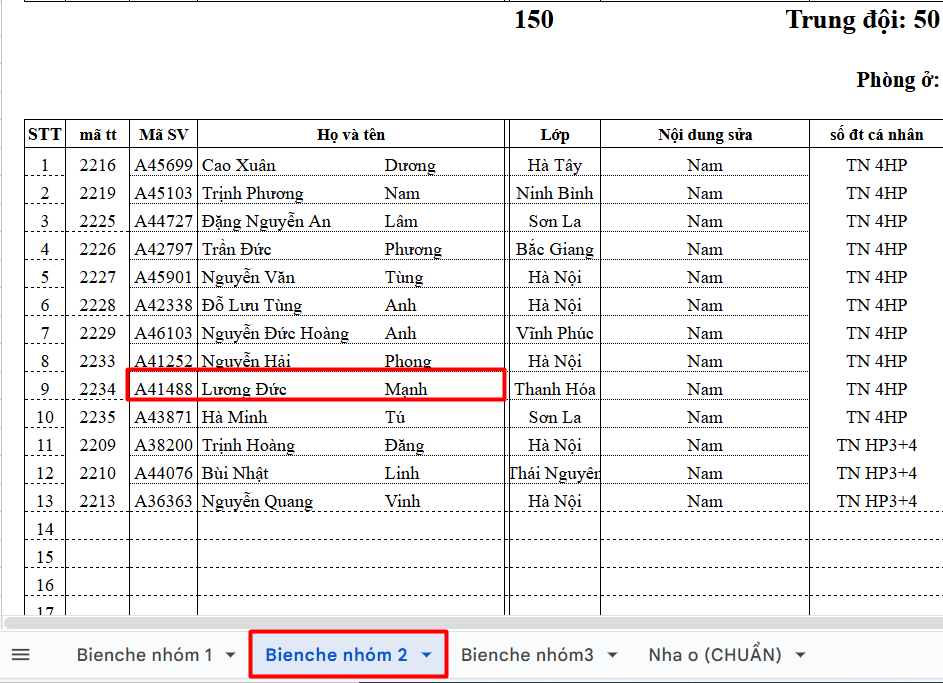 150 Trung đội: 50
Phòng ở:
STT mã tt Mã SV Họ và tên Lớp Nội dung sửa số đt cá nhân
1 2216 A45699 Cao Xuân Dương Hà Tây Nam TN 4HP
2 2219 A45103 Trịnh Phương Nam Ninh Bình Nam TN 4HP
3 2225 A44727 Đặng Nguyễn An Lâm Sơn La Nam TN 4HP
4 2226 A42797 Trần Đức Phương Bắc Giang Nam TN 4HP
5 2227 A45901 Nguyễn Văn Tùng Hà Nội Nam TN 4HP
6 2228 A42338 Đỗ Lưu Tùng Anh Hà Nội Nam TN 4HP
7 2229 A46103 Nguyễn Đức Hoàng Anh Vĩnh Phúc Nam TN 4HP
8 2233 A41252 Nguyễn Hải Phong Hà Nội Nam TN 4HP
9 2234 A41488 Lương Đức Mạnh Thanh Hóa Nam TN 4HP
10 2235 A43871 Hà Minh Tú Sơn La Nam TN 4HP
11 2209 A38200 Trịnh Hoàng Đăng Hà Nội Nam TN HP3+4
12 2210 A44076 Bùi Nhật Linh Thái Nguyên Nam TN HP3+4
13 2213 A36363 Nguyễn Quang Vinh Hà Nội Nam TN HP3+4
14
15
16
17
Bienche nhóm 1 Bienche nhóm 2 Bienche nhóm3 Nha o (CHUẨN)